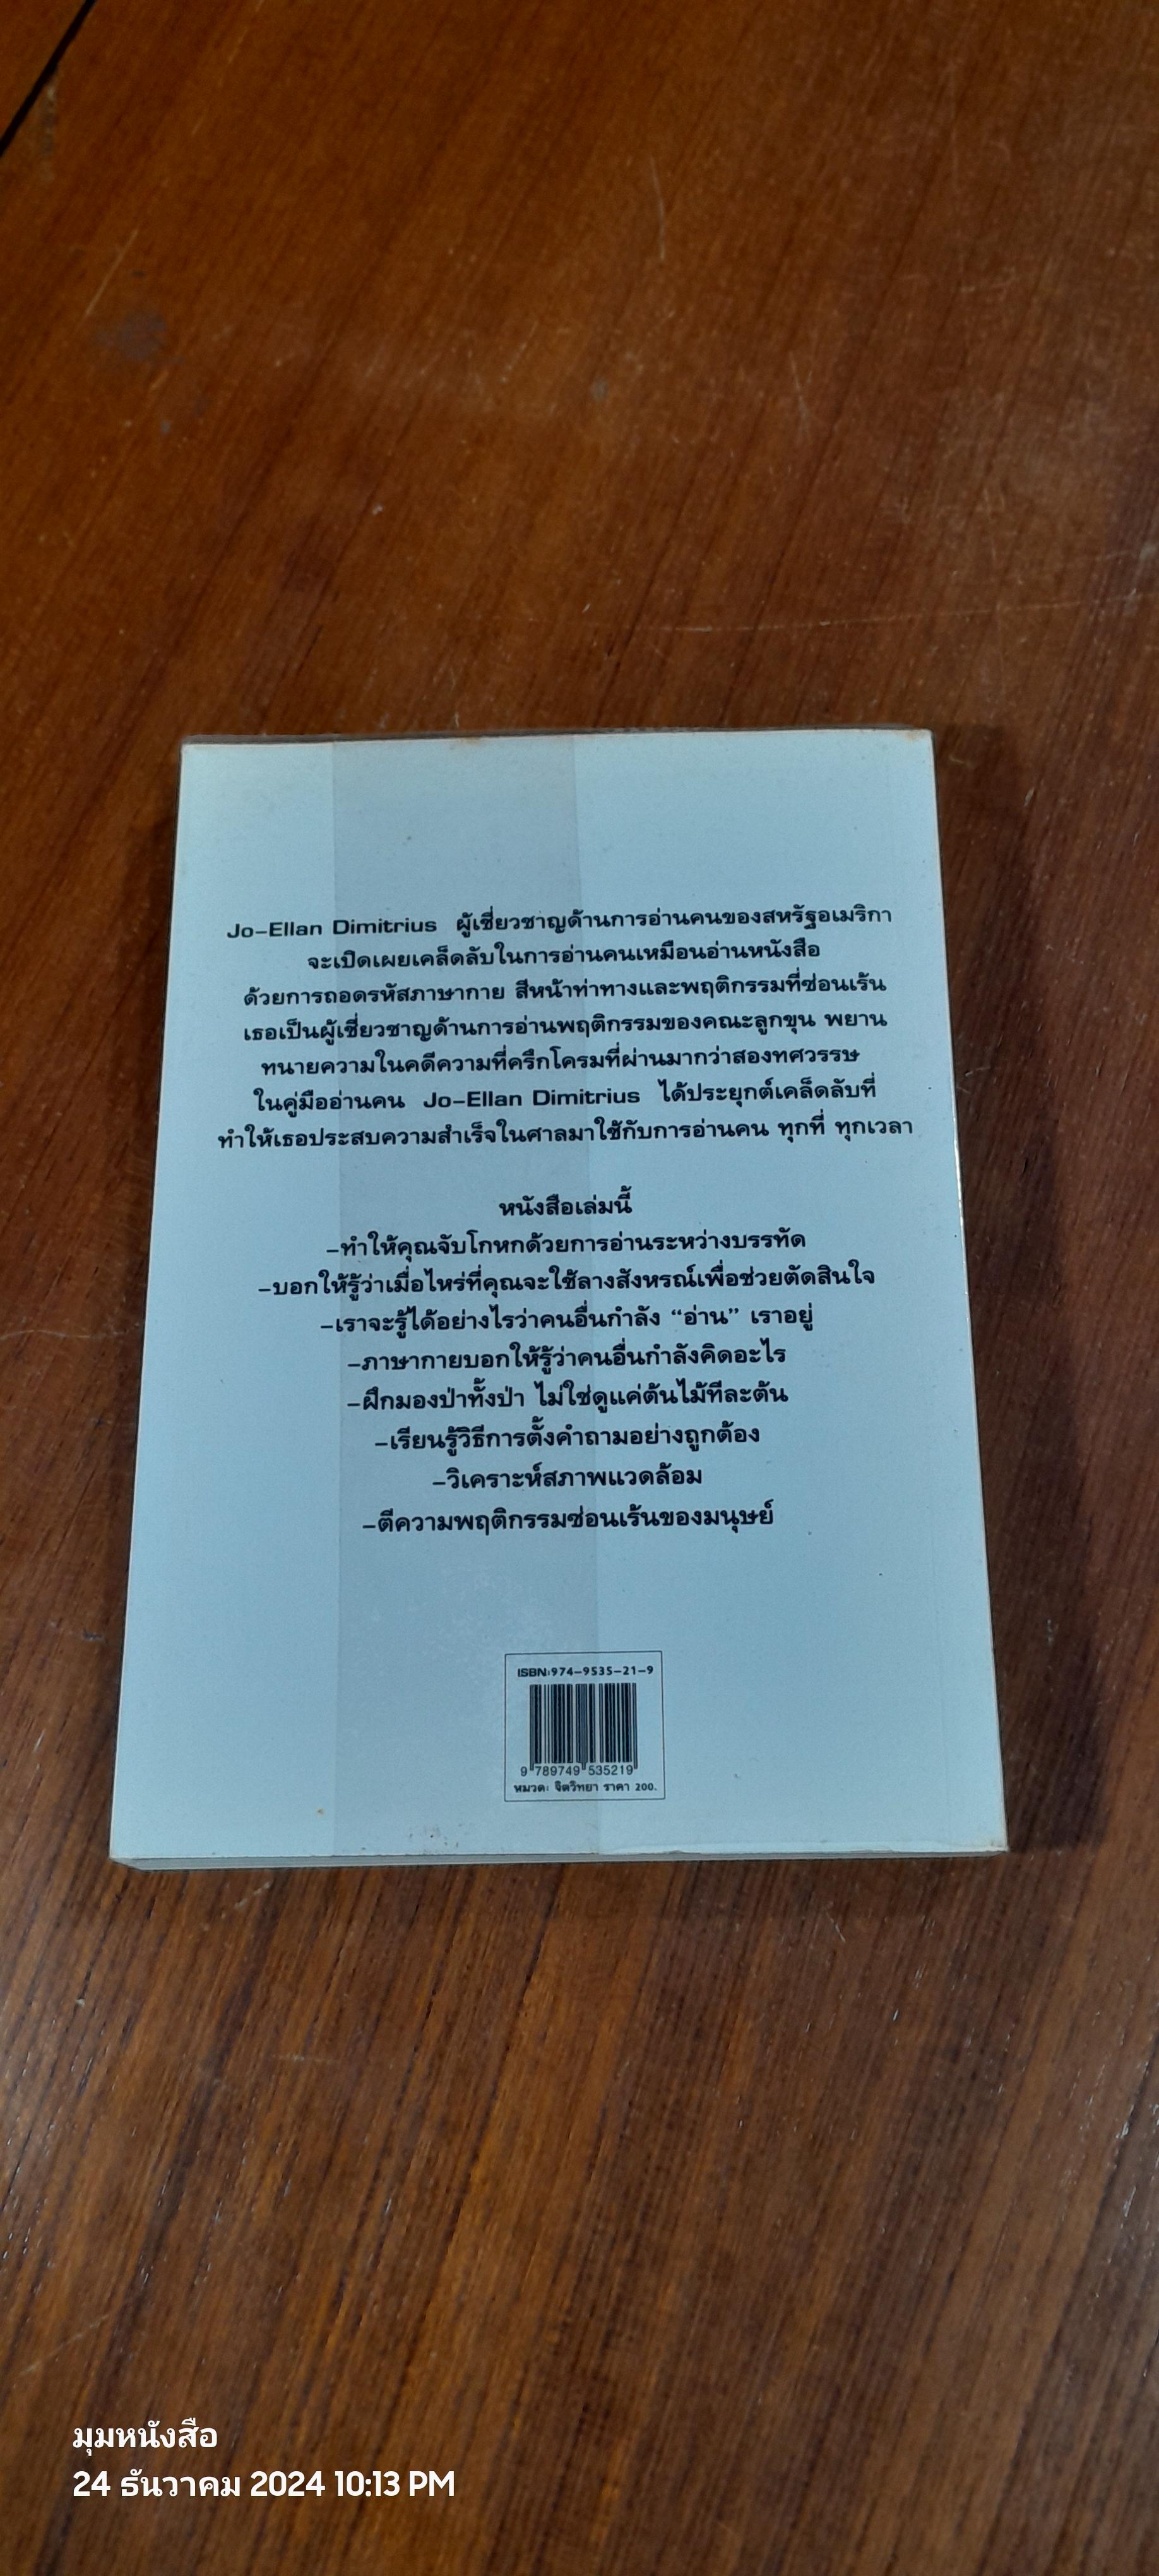 Jo-Ellan Dimitrius ผู้เชี่ยวชาญด้านการอ่านคนของสหรัฐอเมริกา
จะเปิดเผยเคล็ดลับในการอ่านคนเหมือนอ่านหนังสือ
ด้วยการถอดรหัสภาษากาย สีหน้าท่าทางและพฤติกรรมที่ซ่อนเร้น
เธอเป็นผู้เชี่ยวชาญด้านการอ่านพฤติกรรมของคณะลูกขุน พยาน
ทนายความในคดีความที่ครึกโครมที่ผ่านมากว่าสองทศวรรษ
ในคู่มืออ่านคน Jo-Ellan Dimitrius ได้ประยุกต์เคล็ดลับที่
ทำให้เธอประสบความสำเร็จในศาลมาใช้กับการอ่านคน ทุกที่ ทุกเวลา
หนังสือเล่มนี้
-ทำให้คุณจับโกหกด้วยการอ่านระหว่างบรรทัด
-บอกให้รู้ว่าเมื่อไหร่ที่คุณจะใช้ลางสังหรณ์เพื่อช่วยตัดสินใจ
-เราจะรู้ได้อย่างไรว่าคนอื่นกำลัง “อ่าน” เราอยู่
-ภาษากายบอกให้รู้ว่าคนอื่นกำลังคิดอะไร
-ฝึกมองป่าทั้งป่า ไม่ใช่ดูแค่ต้นไม้ทีละต้น
-เรียนรู้วิธีการตั้งคำถามอย่างถูกต้อง
-วิเคราะห์สภาพแวดล้อม
-ตีความพฤติกรรมซ่อนเร้นของมนุษย์
ISBN:974-9535-21-9
9 789749 535219
หมวด: จิตวิทยา ราคา 200.
มุมหนังสือ
24 ธันวาคม 2024 10:13 PM